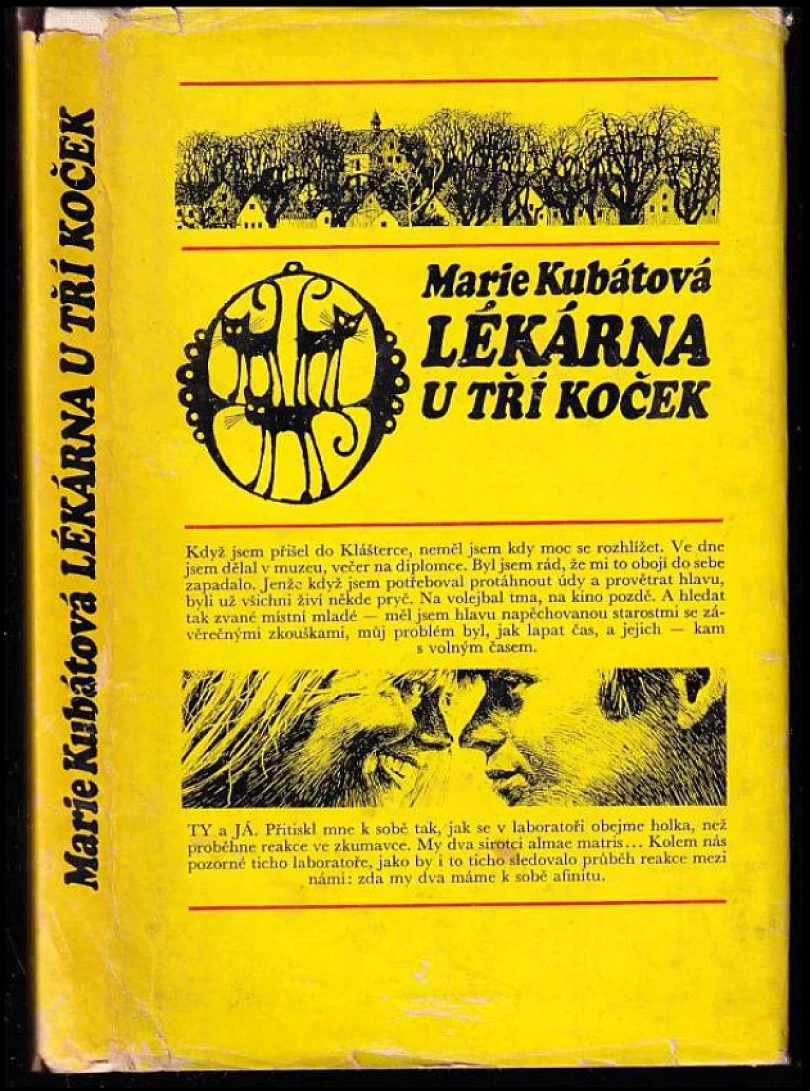 Marie Kubátová LÉKÁRNA U TŘÍ KOČEK
Marie Kubátová
LÉKÁRNA
U TŘÍ KOČEK
Když jsem přišel do Klášterce, neměl jsem kdy moc se rozhlížet. Ve dne
jsem dělal v muzeu, večer na diplomce. Byl jsem rád, že mi to obojí do sebe
zapadalo. Jenže když jsem potřeboval protáhnout údy a provětrat hlavu,
byli už všichni živí někde pryč. Na volejbal tma, na kino pozdě. A hledat
tak zvané místní mladé — měl jsem hlavu napěchovanou starostmi se zá-
věrečnými zkouškami, můj problém byl, jak lapat čas, a jejich — kam
s volným časem.
TY a JÁ. Přitiskl mne k sobě tak, jak se v laboratoři obejme holka, než
proběhne reakce ve zkumavce. My dva sirotci almae matris... Kolem nás
pozorné ticho laboratoře, jako by i to ticho sledovalo průběh reakce mezi
námi: zda my dva máme k sobě afinitu.